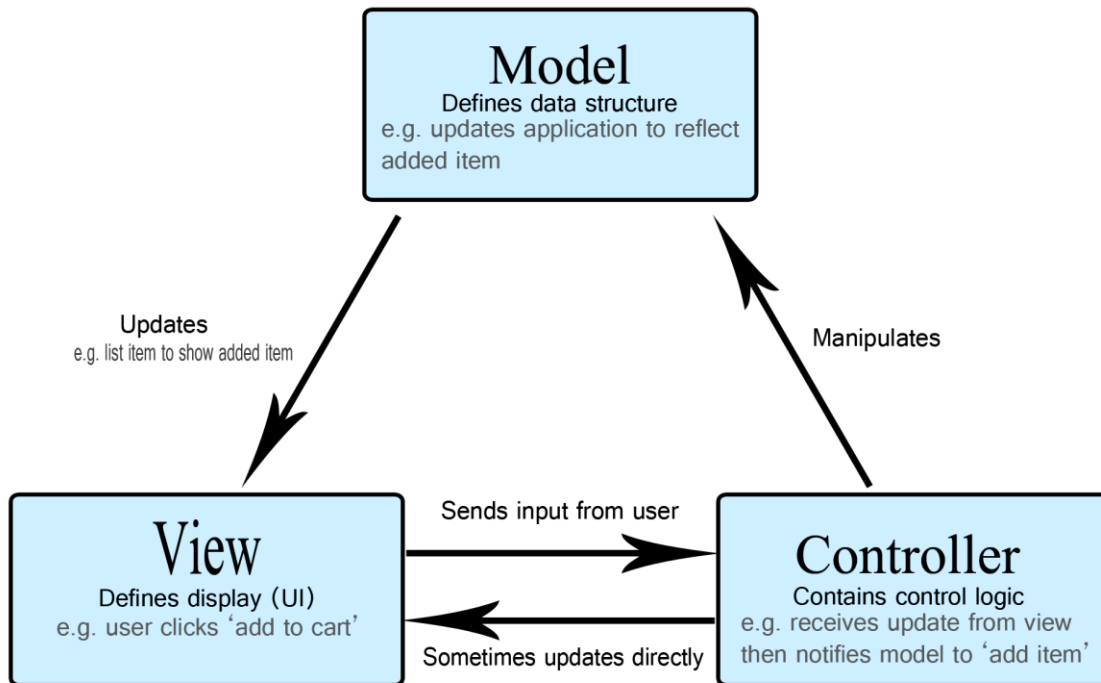 Model
Defines data structure
e.g. updates application to reflect
added item
Updates
e.g. list item to show added item
Manipulates
Sends input from user
View
Defines display (UI)
e.g. user clicks ‘add to cart’
Sometimes updates directly
Controller
Contains control logic
e.g. receives update from view
then notifies model to ‘add item’